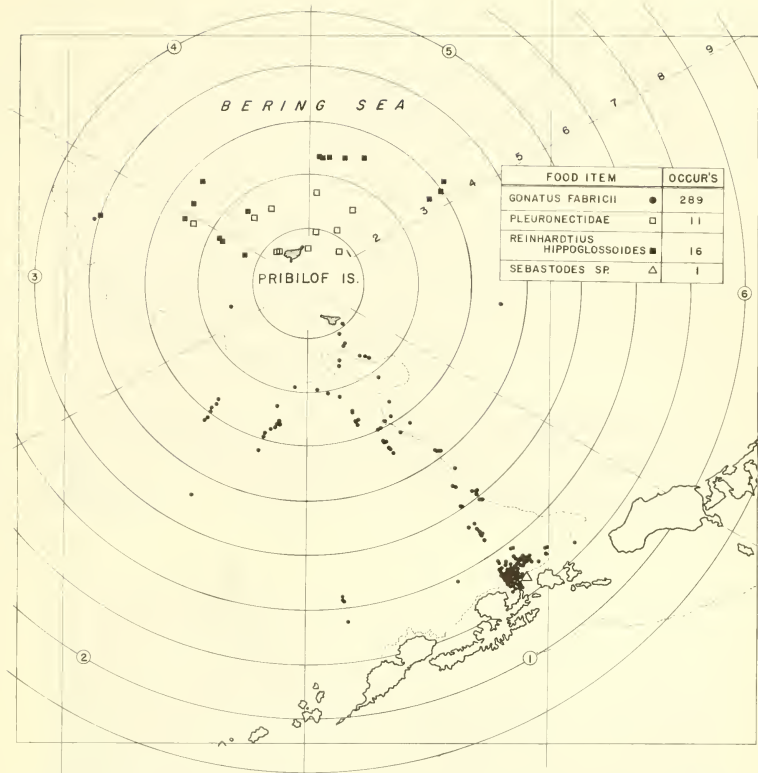 4
5
9
8
7
6
5
4
3
2
BERING SEA
FOOD ITEM OCCUR'S
GONATUS FABRICII ● 289
PLEURONECTIDAE □ 11
REINHARDTIUS
HIPPOGLOSSOIDES ■ 16
SEBASTODES SP. △ 1
PRIBILOF IS.
3
6
2
1